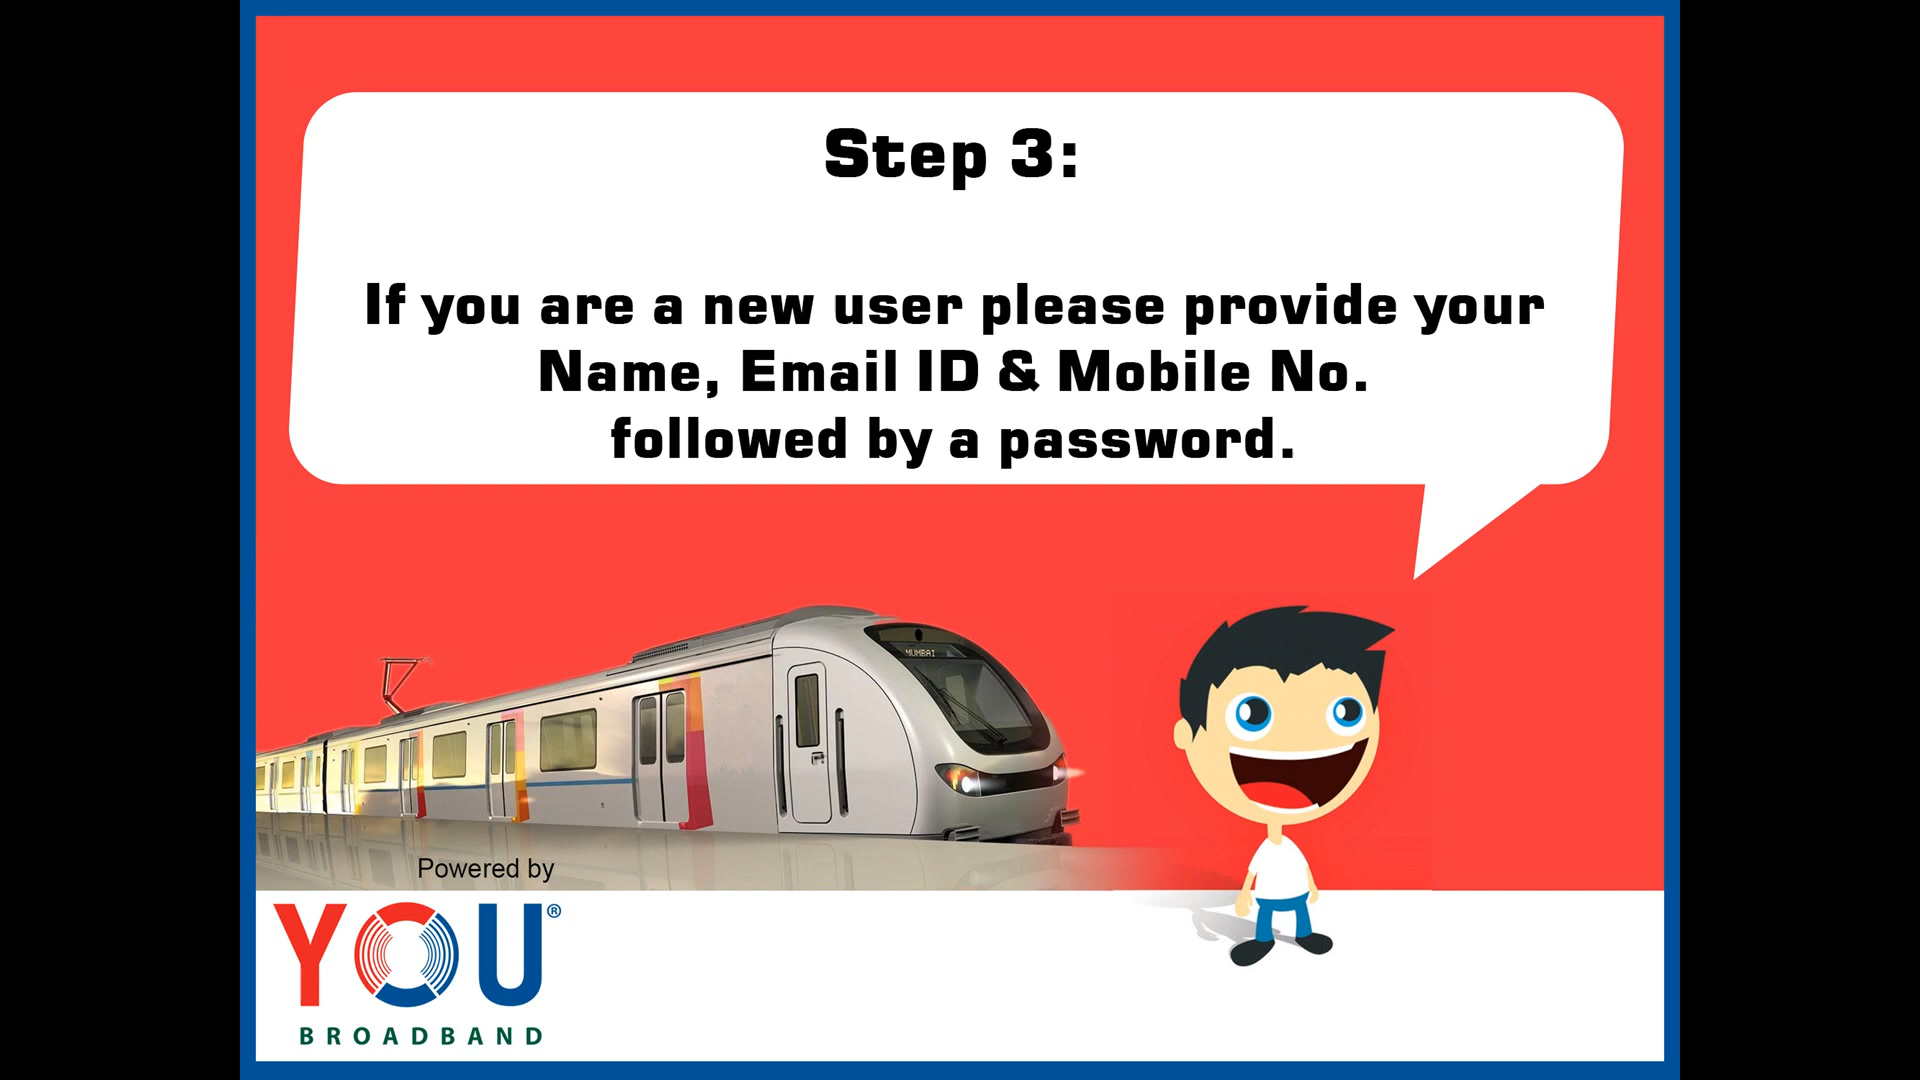 Step 3:
If you are a new user please provide your
Name, Email ID & Mobile No.
followed by a password.
MUMBAI
Powered by
YOU®
BROADBAND